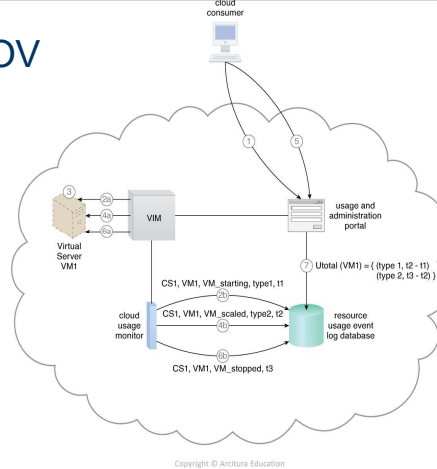 cloud
consumer
OV
1
5
3
2a
4a
6a
VIM
Virtual
Server
VM1
usage and
administration
portal
7
Utotal (VM1) = { (type 1, t2 - t1)
(type 2, t3 - t2) }
CS1, VM1, VM_starting, type1, t1
2b
CS1, VM1, VM_scaled, type2, t2
4b
cloud
usage
monitor
resource
usage event
log database
6b
CS1, VM1, VM_stopped, t3
Copyright © Arcitura Education